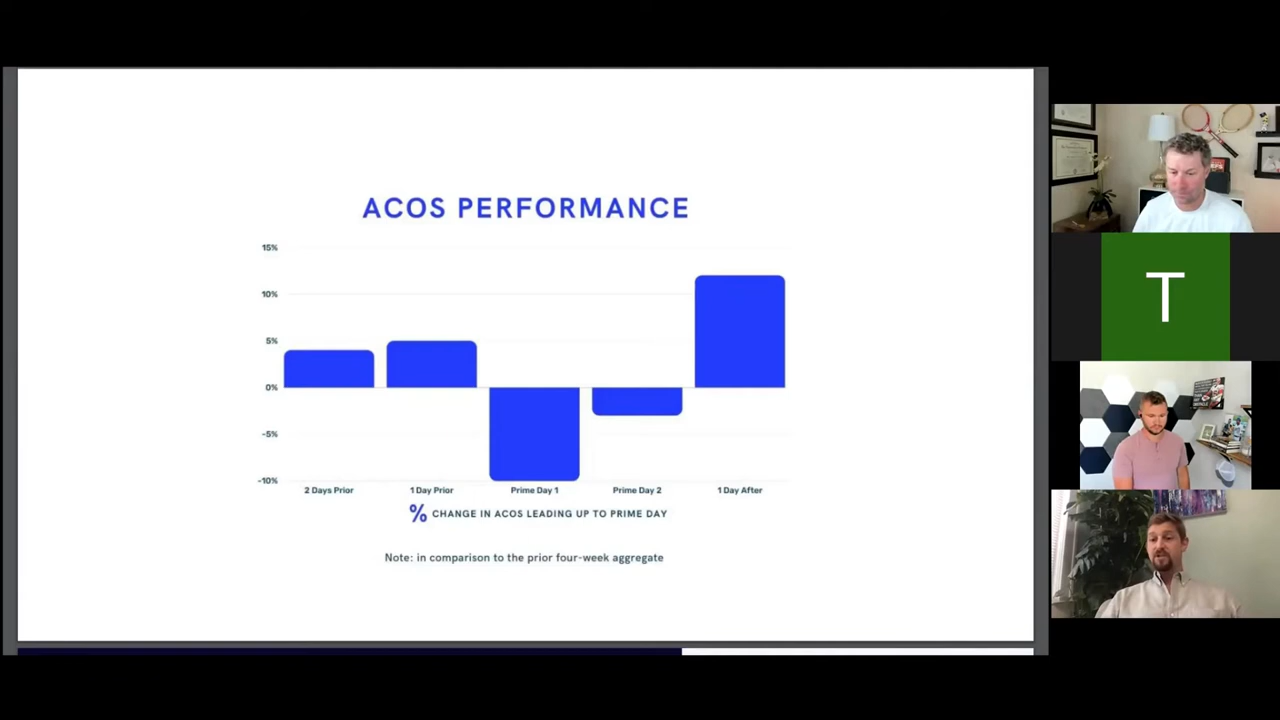 ACOS PERFORMANCE
15%
10%
5%
0%
-5%
-10%
2 Days Prior
1 Day Prior
Prime Day 1
Prime Day 2
1 Day After
% CHANGE IN ACOS LEADING UP TO PRIME DAY
Note: in comparison to the prior four-week aggregate
T